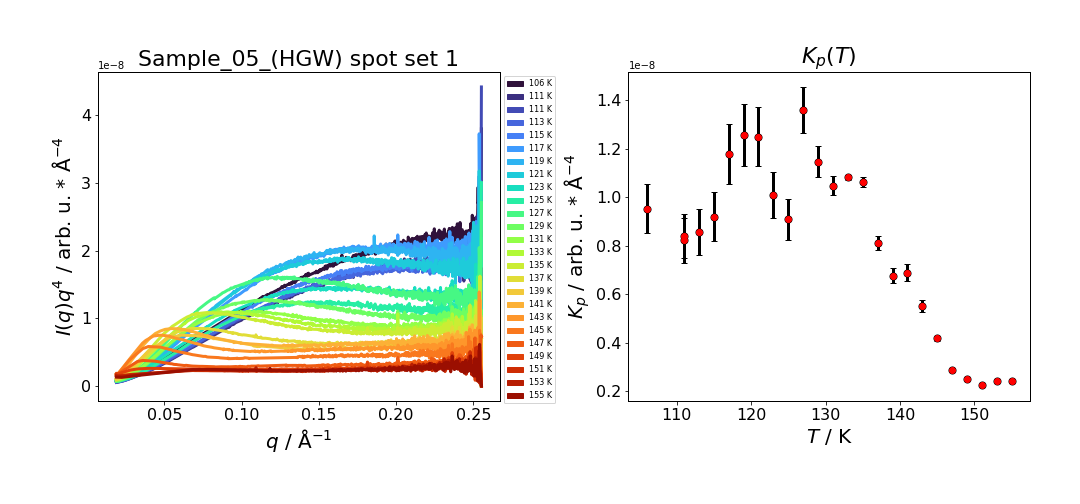 Sample_05_(HGW) spot set 1
1e−8
I(q)q⁴ / arb. u. * Å⁻⁴
4
3
2
1
0
0.05 0.10 0.15 0.20 0.25
q / Å⁻¹
106 K
111 K
111 K
113 K
115 K
117 K
119 K
121 K
123 K
125 K
127 K
129 K
131 K
133 K
135 K
137 K
139 K
141 K
143 K
145 K
147 K
149 K
151 K
153 K
155 K
Kₚ(T)
1e−8
Kₚ / arb. u. * Å⁻⁴
1.4
1.2
1.0
0.8
0.6
0.4
0.2
110 120 130 140 150
T / K